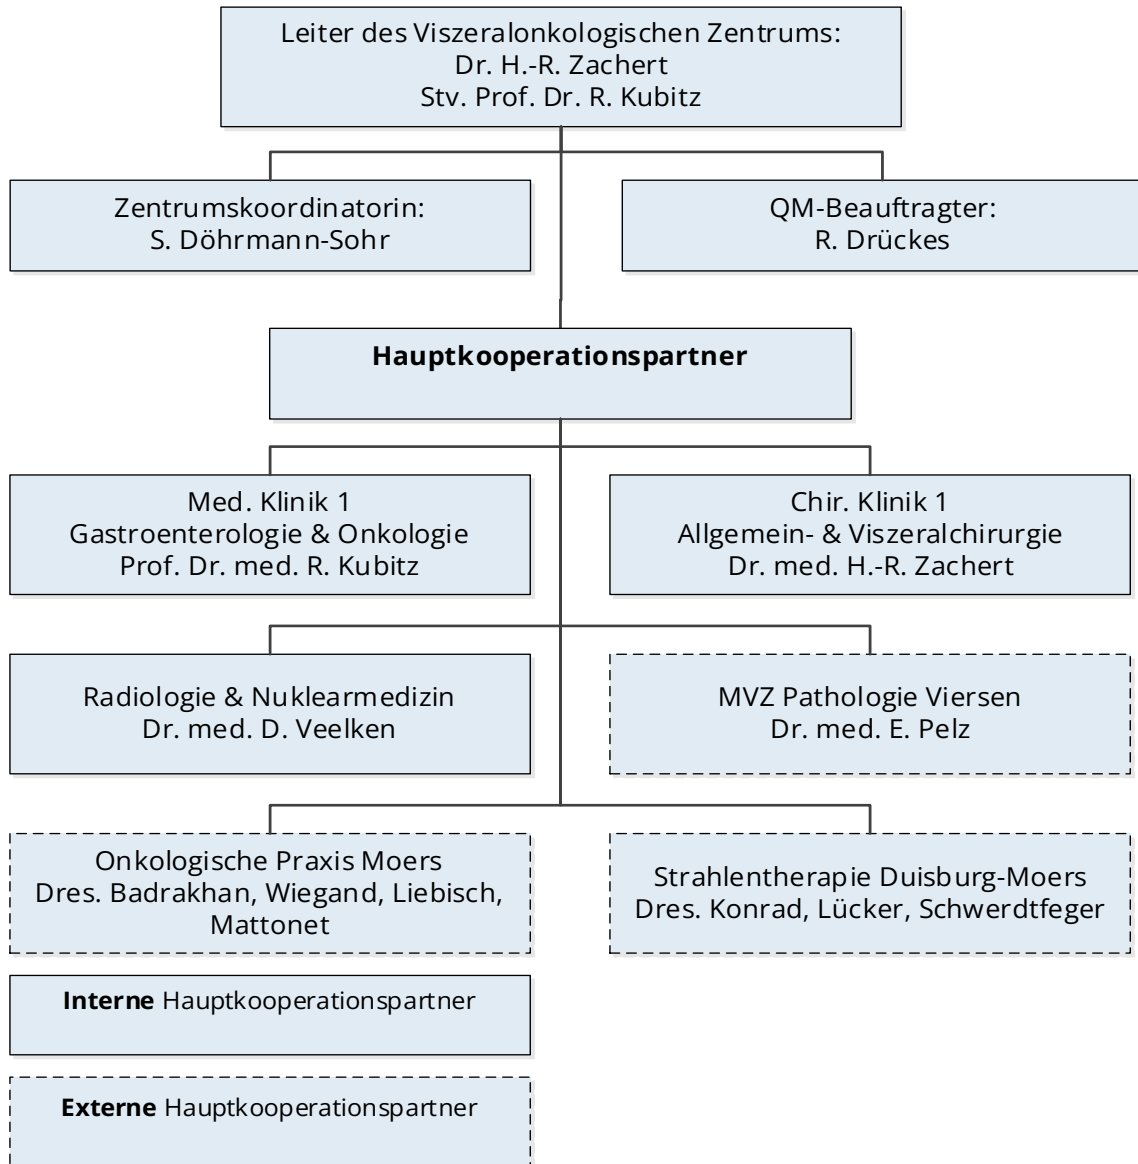 Leiter des Viszeralonkologischen Zentrums:
Dr. H.-R. Zachert
Stv. Prof. Dr. R. Kubitz
Zentrumskoordinatorin:
S. Döhrmann-Sohr
QM-Beauftragter:
R. Drückes
Hauptkooperationspartner
Med. Klinik 1
Gastroenterologie & Onkologie
Prof. Dr. med. R. Kubitz
Chir. Klinik 1
Allgemein- & Viszeralchirurgie
Dr. med. H.-R. Zachert
Radiologie & Nuklearmedizin
Dr. med. D. Veelken
MVZ Pathologie Viersen
Dr. med. E. Pelz
Onkologische Praxis Moers
Dres. Badrakhan, Wiegand, Liebisch,
Mattonet
Strahlentherapie Duisburg-Moers
Dres. Konrad, Lücker, Schwerdtfeger
Interne Hauptkooperationspartner
Externe Hauptkooperationspartner